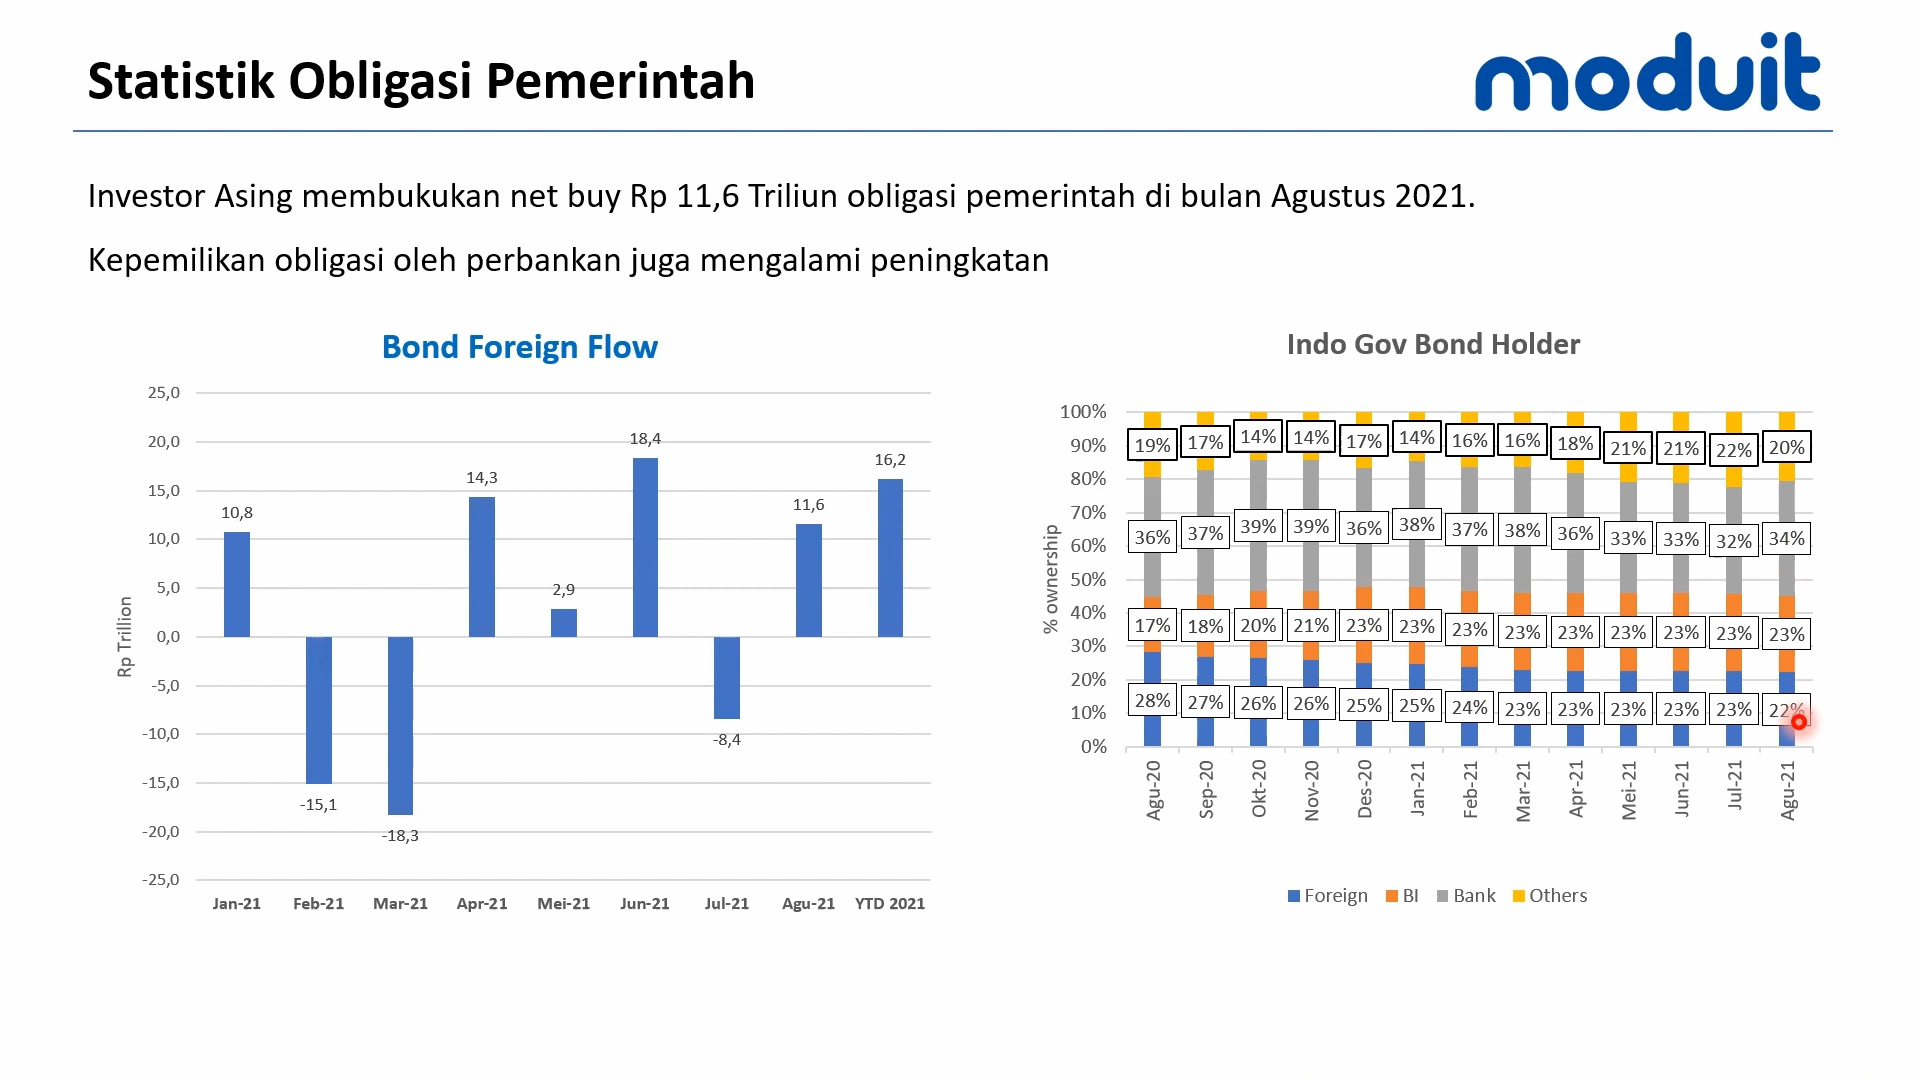 Statistik Obligasi Pemerintah
moduit
Investor Asing membukukan net buy Rp 11,6 Triliun obligasi pemerintah di bulan Agustus 2021.
Kepemilikan obligasi oleh perbankan juga mengalami peningkatan
Bond Foreign Flow
Rp Trillion
25,0
20,0
15,0
10,0
5,0
0,0
-5,0
-10,0
-15,0
-20,0
-25,0
10,8 -15,1 -18,3 14,3 2,9 18,4 -8,4 11,6 16,2
Jan-21 Feb-21 Mar-21 Apr-21 Mei-21 Jun-21 Jul-21 Agu-21 YTD 2021
Indo Gov Bond Holder
% ownership
100%
90%
80%
70%
60%
50%
40%
30%
20%
10%
0%
19% 17% 14% 14% 17% 14% 16% 16% 18% 21% 21% 22% 20%
36% 37% 39% 39% 36% 38% 37% 38% 36% 33% 33% 32% 34%
17% 18% 20% 21% 23% 23% 23% 23% 23% 23% 23% 23% 23%
28% 27% 26% 26% 25% 25% 24% 23% 23% 23% 23% 23% 22%
Agu-20 Sep-20 Okt-20 Nov-20 Des-20 Jan-21 Feb-21 Mar-21 Apr-21 Mei-21 Jun-21 Jul-21 Agu-21
Foreign BI Bank Others